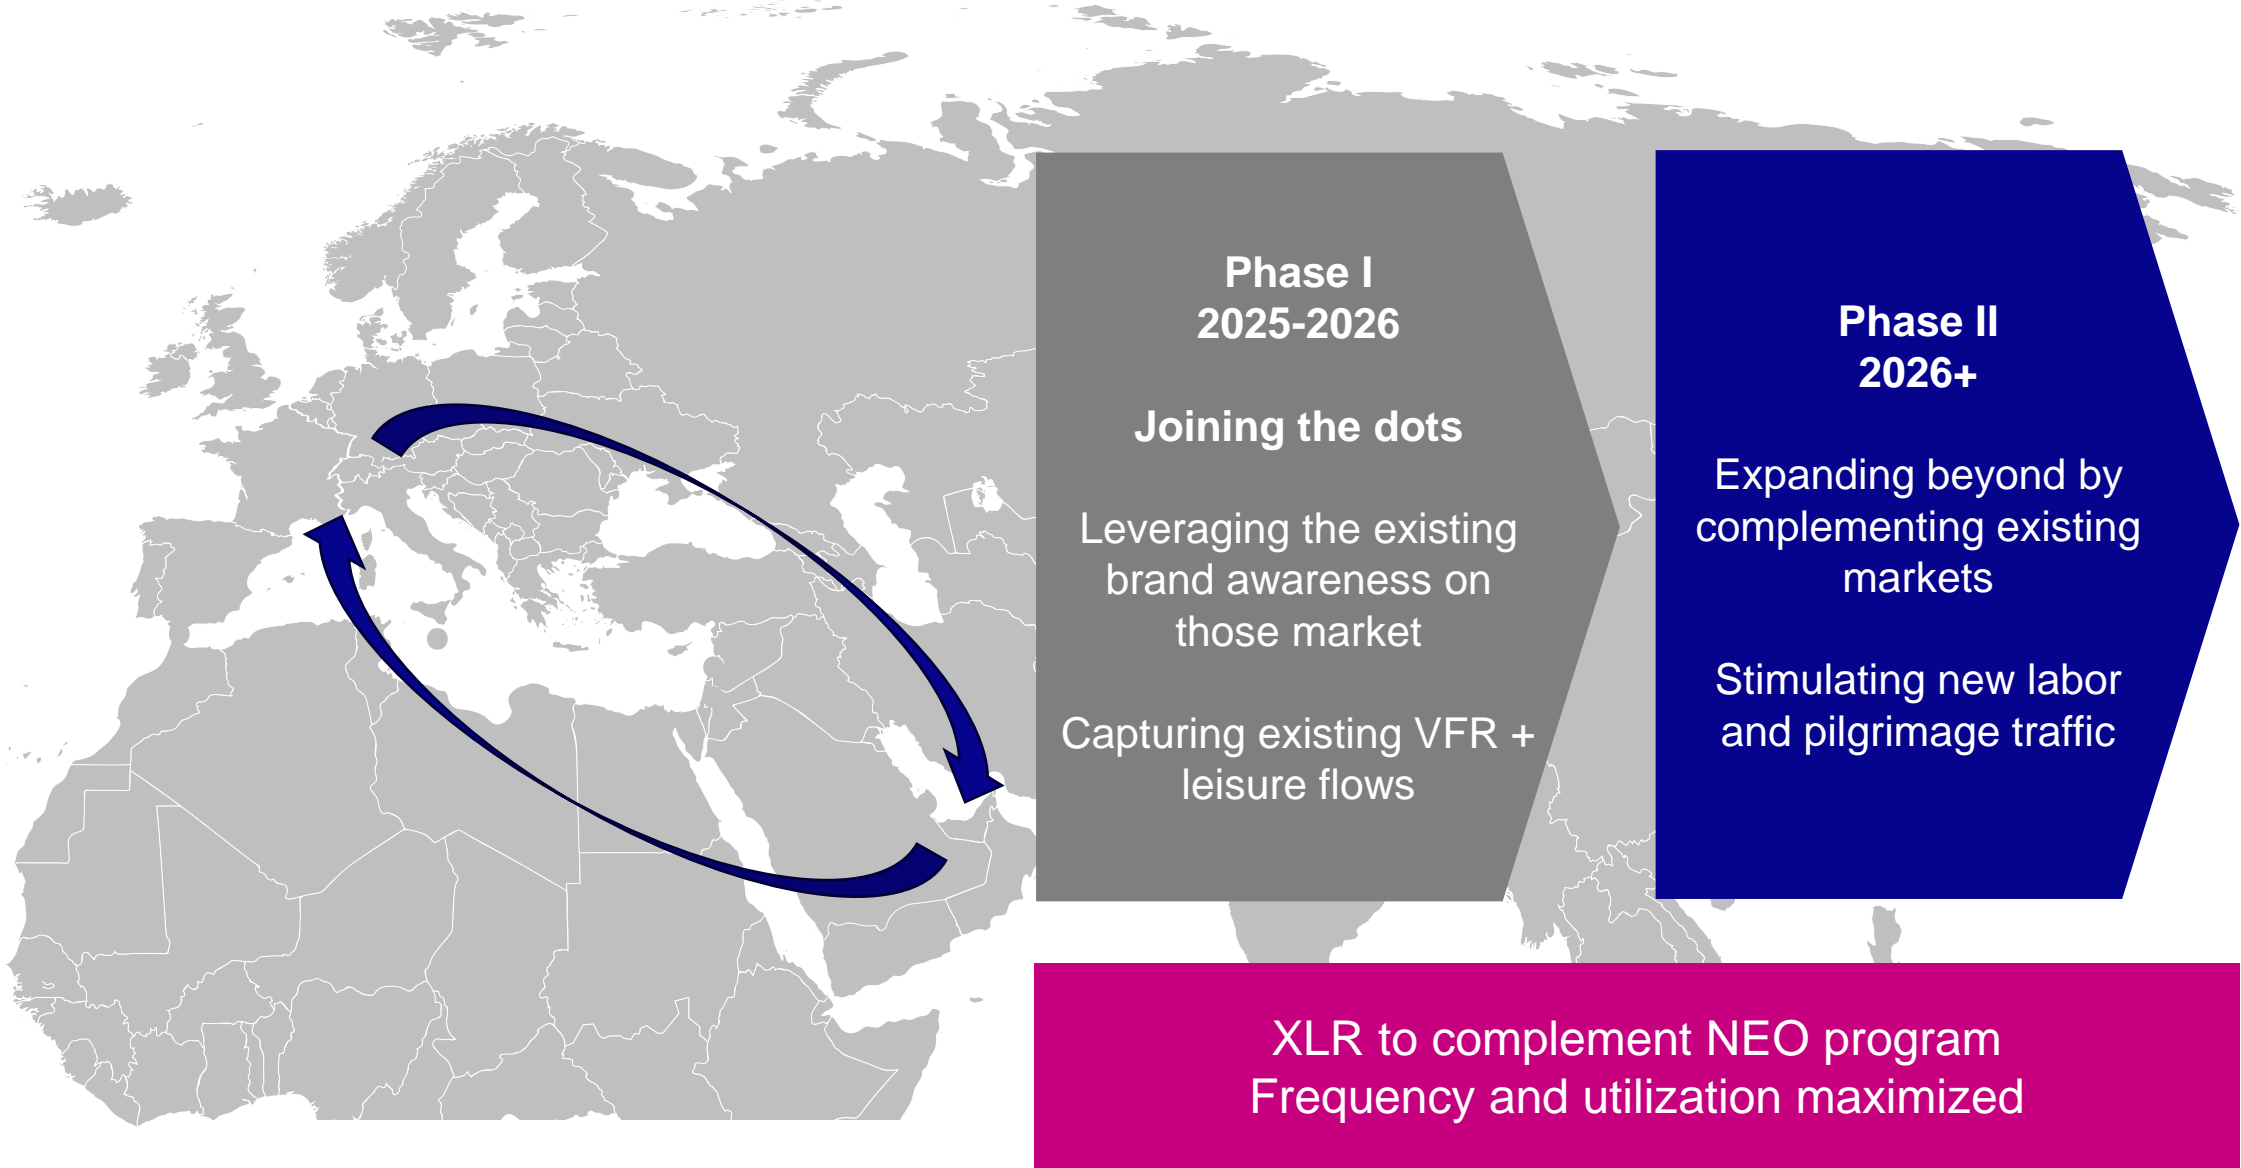 Phase I
2025-2026
Joining the dots
Leveraging the existing
brand awareness on
those market
Capturing existing VFR +
leisure flows
Phase II
2026+
Expanding beyond by
complementing existing
markets
Stimulating new labor
and pilgrimage traffic
XLR to complement NEO program
Frequency and utilization maximized